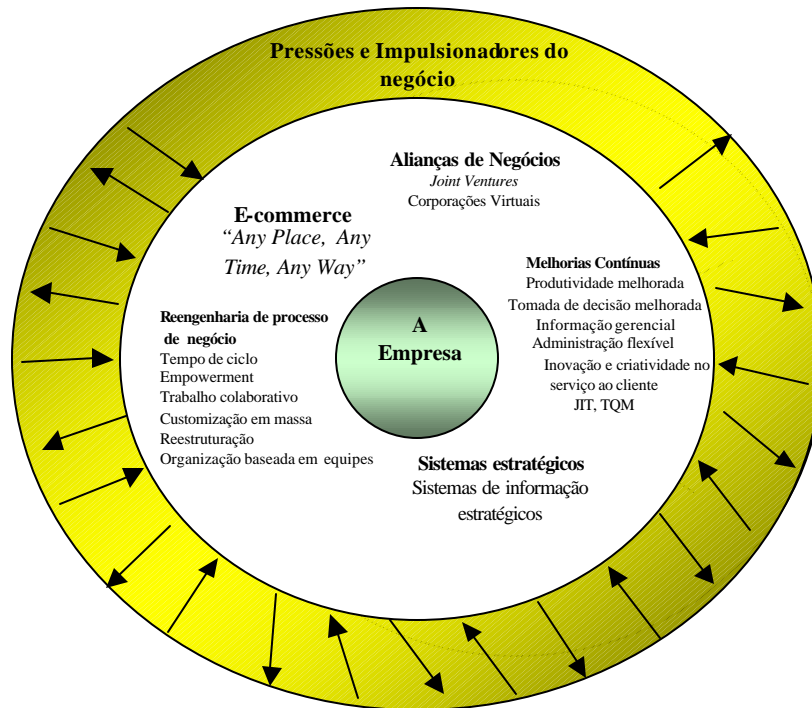 Pressões e Impulsionadores do
negócio
Alianças de Negócios
Joint Ventures
Corporações Virtuais
E-commerce
“Any Place, Any
Time, Any Way”
Melhorias Contínuas
Produtividade melhorada
Tomada de decisão melhorada
Informação gerencial
Administração flexível
Inovação e criatividade no
serviço ao cliente
JIT, TQM
Reengenharia de processo
de negócio
Tempo de ciclo
Empowerment
Trabalho colaborativo
Customização em massa
Reestruturação
Organização baseada em equipes
A
Empresa
Sistemas estratégicos
Sistemas de informação
estratégicos